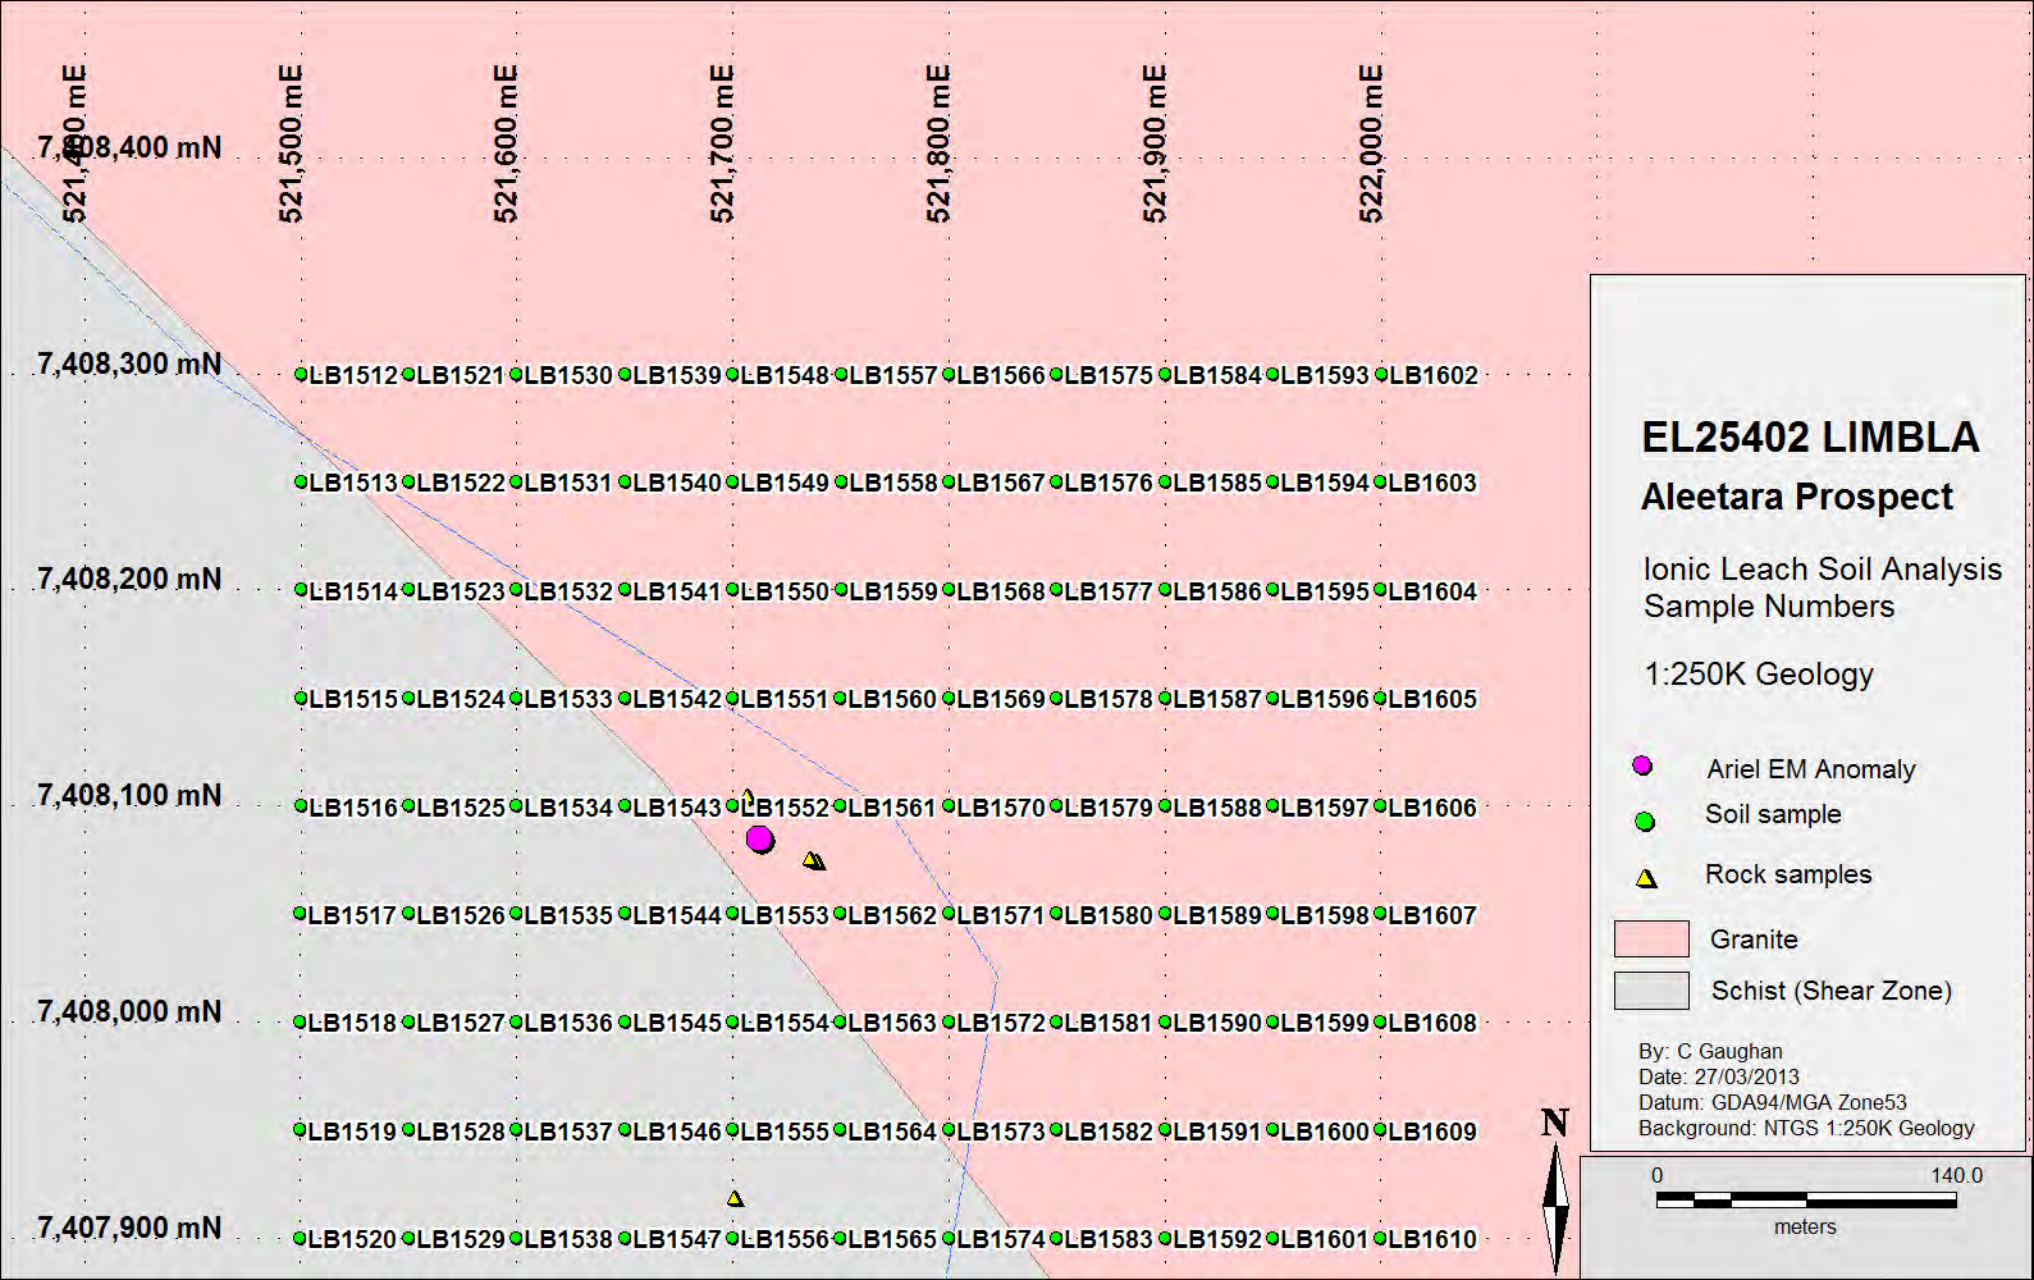 521,400 mE
521,500 mE
521,600 mE
521,700 mE
521,800 mE
521,900 mE
522,000 mE
7,408,400 mN
7,408,300 mN
LB1512 LB1521 LB1530 LB1539 LB1548 LB1557 LB1566 LB1575 LB1584 LB1593 LB1602
LB1513 LB1522 LB1531 LB1540 LB1549 LB1558 LB1567 LB1576 LB1585 LB1594 LB1603
7,408,200 mN
LB1514 LB1523 LB1532 LB1541 LB1550 LB1559 LB1568 LB1577 LB1586 LB1595 LB1604
LB1515 LB1524 LB1533 LB1542 LB1551 LB1560 LB1569 LB1578 LB1587 LB1596 LB1605
7,408,100 mN
LB1516 LB1525 LB1534 LB1543 LB1552 LB1561 LB1570 LB1579 LB1588 LB1597 LB1606
LB1517 LB1526 LB1535 LB1544 LB1553 LB1562 LB1571 LB1580 LB1589 LB1598 LB1607
7,408,000 mN
LB1518 LB1527 LB1536 LB1545 LB1554 LB1563 LB1572 LB1581 LB1590 LB1599 LB1608
LB1519 LB1528 LB1537 LB1546 LB1555 LB1564 LB1573 LB1582 LB1591 LB1600 LB1609
7,407,900 mN
LB1520 LB1529 LB1538 LB1547 LB1556 LB1565 LB1574 LB1583 LB1592 LB1601 LB1610
EL25402 LIMBLA
Aleetara Prospect
Ionic Leach Soil Analysis
Sample Numbers
1:250K Geology
Ariel EM Anomaly
Soil sample
Rock samples
Granite
Schist (Shear Zone)
By: C Gaughan
Date: 27/03/2013
Datum: GDA94/MGA Zone53
Background: NTGS 1:250K Geology
N
0 140.0
meters